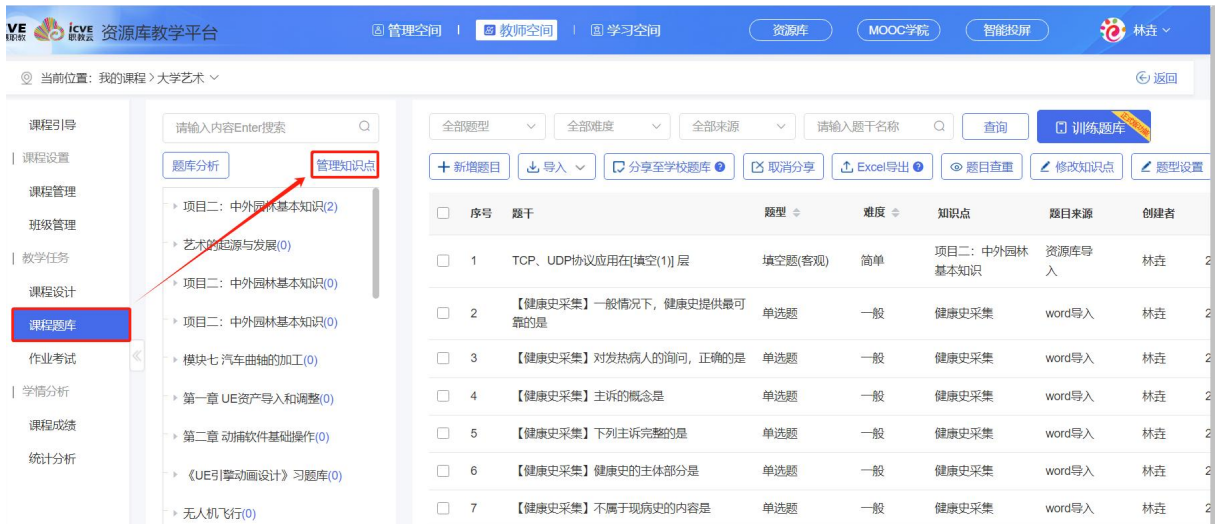 icve 职教云 资源库教学平台
管理空间
教师空间
学习空间
资源库
MOOC学院
智能投屏
林垚
当前位置：我的课程 > 大学艺术
返回
课程引导
课程设置
课程管理
班级管理
教学任务
课程设计
课程题库
作业考试
学情分析
课程成绩
统计分析
请输入内容Enter搜索
题库分析
管理知识点
项目二：中外园林基本知识(2)
艺术的起源与发展(0)
项目二：中外园林基本知识(0)
项目二：中外园林基本知识(0)
模块七 汽车曲轴的加工(0)
第一章 UE资产导入和调整(0)
第二章 动捕软件基础操作(0)
《UE引擎动画设计》习题库(0)
无人机飞行(0)
全部题型
全部难度
全部来源
请输入题干名称
查询
训练题库
新增题目
导入
分享至学校题库
取消分享
Excel导出
题目查重
修改知识点
题型设置
序号 题干 题型 难度 知识点 题目来源 创建者
1 TCP、UDP协议应用在[填空(1)] 层 填空题(客观) 简单 项目二：中外园林基本知识 资源库导入 林垚 2
2 【健康史采集】一般情况下，健康史提供最可靠的是 单选题 一般 健康史采集 word导入 林垚 2
3 【健康史采集】对发热病人的询问，正确的是 单选题 一般 健康史采集 word导入 林垚 2
4 【健康史采集】主诉的概念是 单选题 一般 健康史采集 word导入 林垚 2
5 【健康史采集】下列主诉完整的是 单选题 一般 健康史采集 word导入 林垚 2
6 【健康史采集】健康史的主体部分是 单选题 一般 健康史采集 word导入 林垚 2
7 【健康史采集】不属于现病史的内容是 单选题 一般 健康史采集 word导入 林垚 2